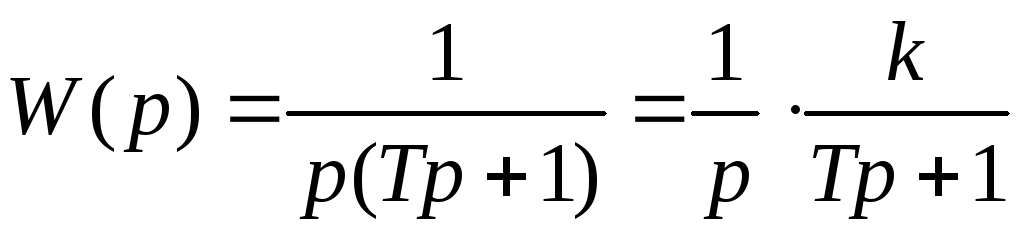 W(p) = 1/(p(Tp + 1)) = 1/p · k/(Tp + 1)